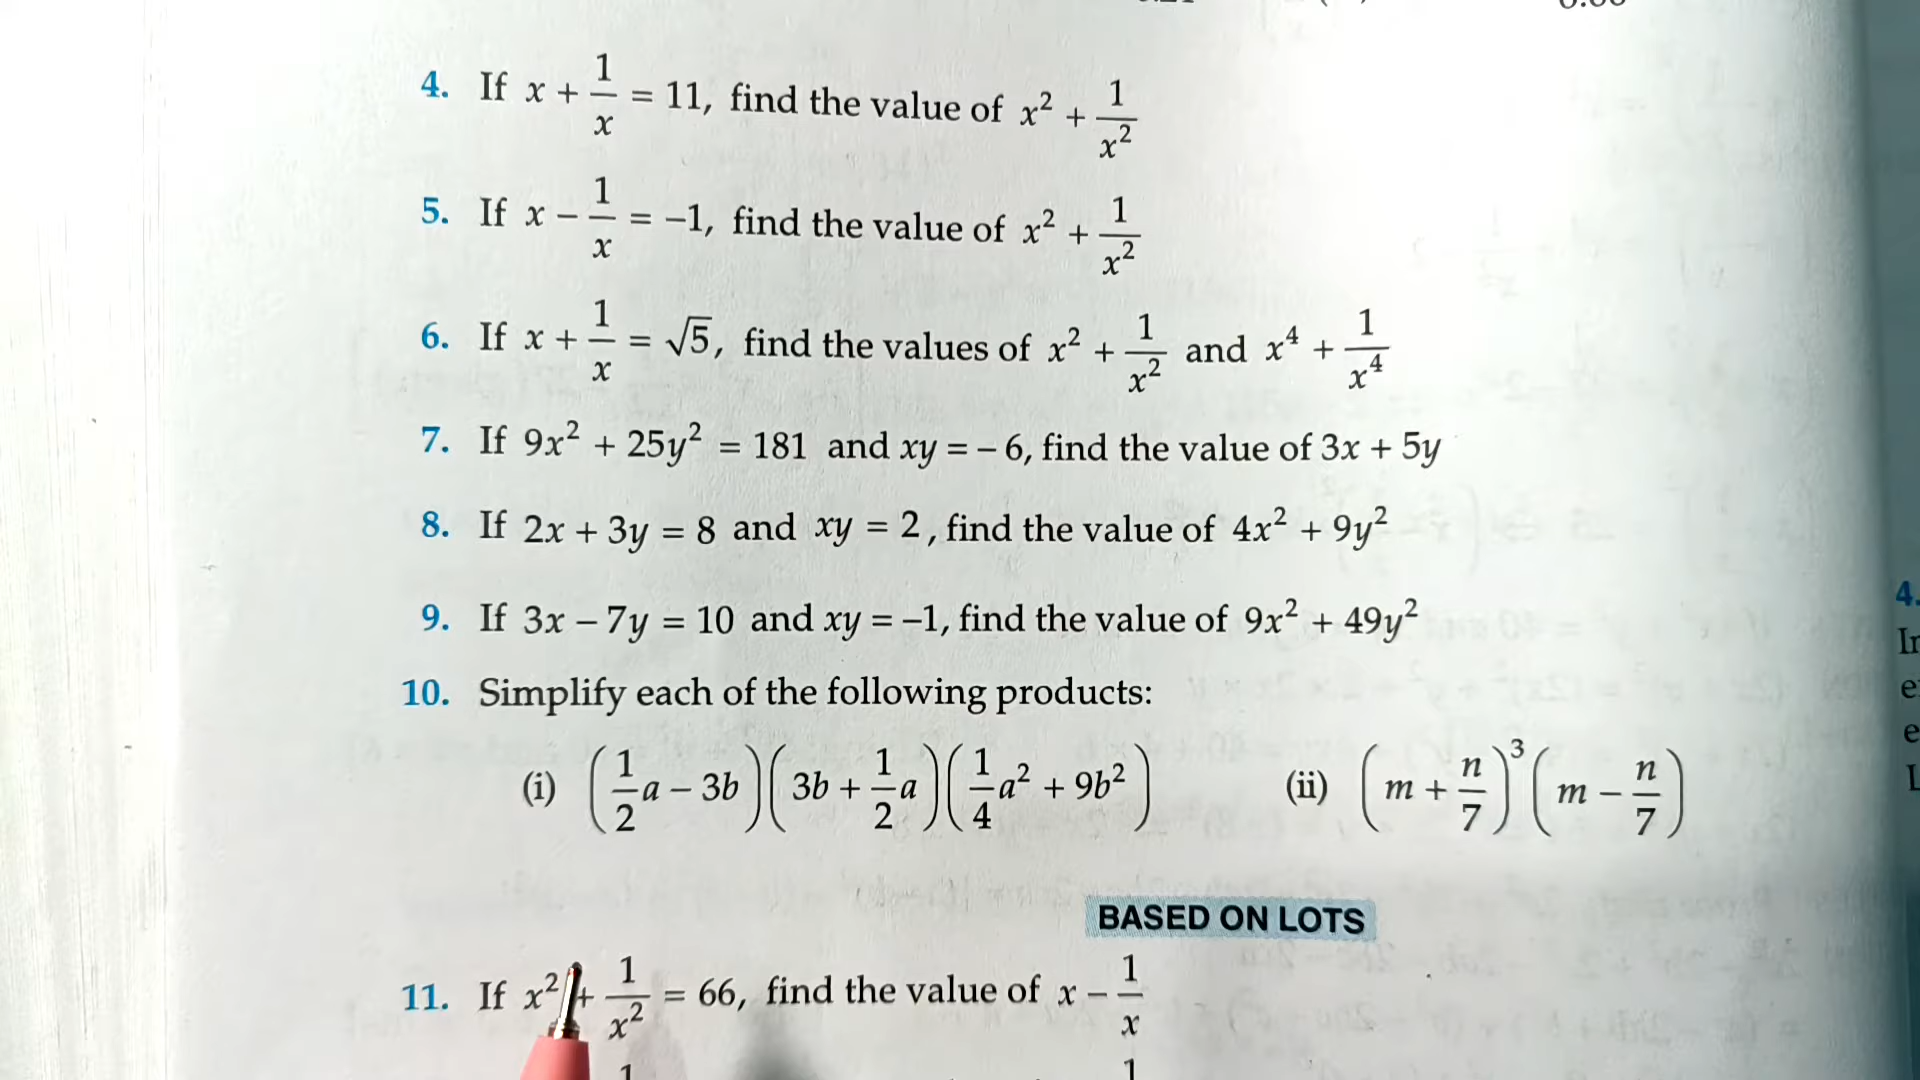 4. If x + 1/x = 11, find the value of x² + 1/x²
5. If x – 1/x = –1, find the value of x² + 1/x²
6. If x + 1/x = √5, find the values of x² + 1/x² and x⁴ + 1/x⁴
7. If 9x² + 25y² = 181 and xy = – 6, find the value of 3x + 5y
8. If 2x + 3y = 8 and xy = 2, find the value of 4x² + 9y²
9. If 3x – 7y = 10 and xy = –1, find the value of 9x² + 49y²
10. Simplify each of the following products:
(i) (1/2 a – 3b)(3b + 1/2 a)(1/4 a² + 9b²) (ii) (m + n/7)³(m – n/7)
BASED ON LOTS
11. If x² + 1/x² = 66, find the value of x – 1/x
1 1
4.